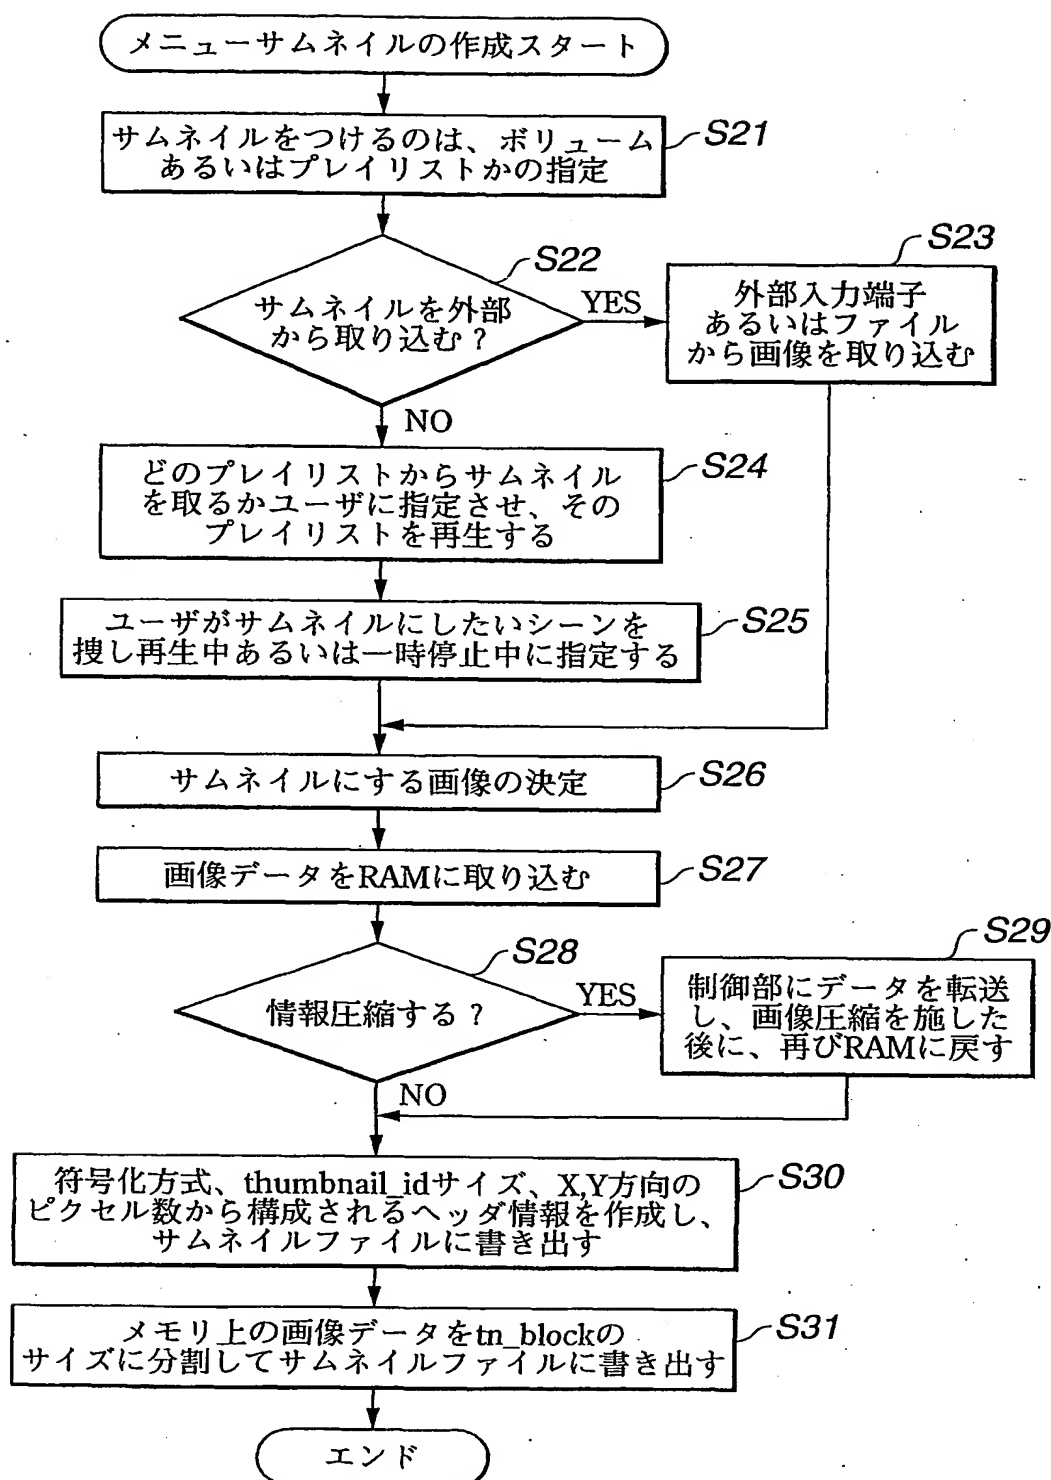 メニューサムネイルの作成スタート
サムネイルをつけるのは、ボリューム
あるいはプレイリストかの指定
S21
サムネイルを外部
から取り込む？
S22
YES
外部入力端子
あるいはファイル
から画像を取り込む
S23
NO
どのプレイリストからサムネイル
を取るかユーザに指定させ、その
プレイリストを再生する
S24
ユーザがサムネイルにしたいシーンを
捜し再生中あるいは一時停止中に指定する
S25
サムネイルにする画像の決定
S26
画像データをRAMに取り込む
S27
情報圧縮する？
S28
YES
制御部にデータを転送
し、画像圧縮を施した
後に、再びRAMに戻す
S29
NO
符号化方式、thumbnail_idサイズ、X,Y方向の
ピクセル数から構成されるヘッダ情報を作成し、
サムネイルファイルに書き出す
S30
メモリ上の画像データをtn_blockの
サイズに分割してサムネイルファイルに書き出す
S31
エンド